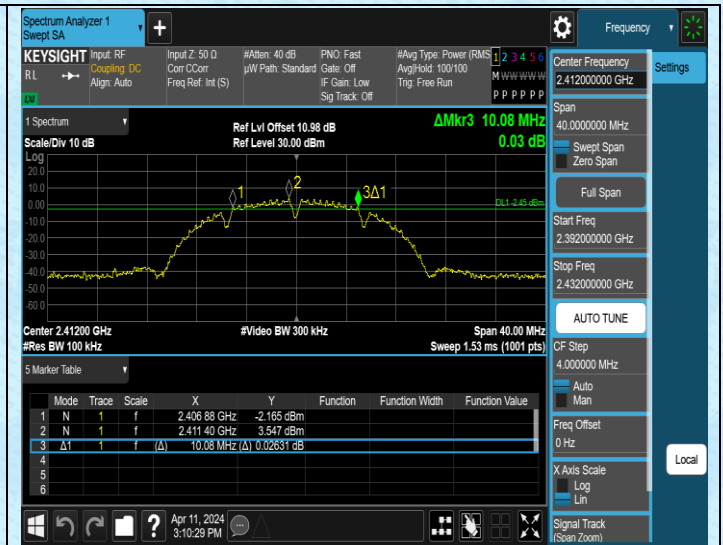 Spectrum Analyzer 1
Swept SA
Frequency
KEYSIGHT
RL
Input: RF
Coupling: DC
Align: Auto
Input Z: 50 Ω
Corr CCorr
Freq Ref: Int (S)
#Atten: 40 dB
µW Path: Standard
PNO: Fast
Gate: Off
IF Gain: Low
Sig Track: Off
#Avg Type: Power (RMS
Avg|Hold: 100/100
Trig: Free Run
1 2 3 4 5 6
M W W W W W
P P P P P P
1 Spectrum
Scale/Div 10 dB
Ref Lvl Offset 10.98 dB
Ref Level 30.00 dBm
ΔMkr3 10.08 MHz
0.03 dB
Log
20.0
10.0
0.00
-10.0
-20.0
-30.0
-40.0
-50.0
-60.0
1
2
3Δ1
DL1 -2.45 dBm
Center 2.41200 GHz
#Res BW 100 kHz
#Video BW 300 kHz
Span 40.00 MHz
Sweep 1.53 ms (1001 pts)
5 Marker Table
Mode Trace Scale X Y Function Function Width Function Value
1 N 1 f 2.406 88 GHz -2.165 dBm
2 N 1 f 2.411 40 GHz 3.547 dBm
3 Δ1 1 f (Δ) 10.08 MHz (Δ) 0.02631 dB
4
5
6
Apr 11, 2024
3:10:29 PM
Center Frequency
2.412000000 GHz
Span
40.0000000 MHz
Swept Span
Zero Span
Full Span
Start Freq
2.392000000 GHz
Stop Freq
2.432000000 GHz
AUTO TUNE
CF Step
4.000000 MHz
Auto
Man
Freq Offset
0 Hz
X Axis Scale
Log
Lin
Signal Track
(Span Zoom)
Settings
Local